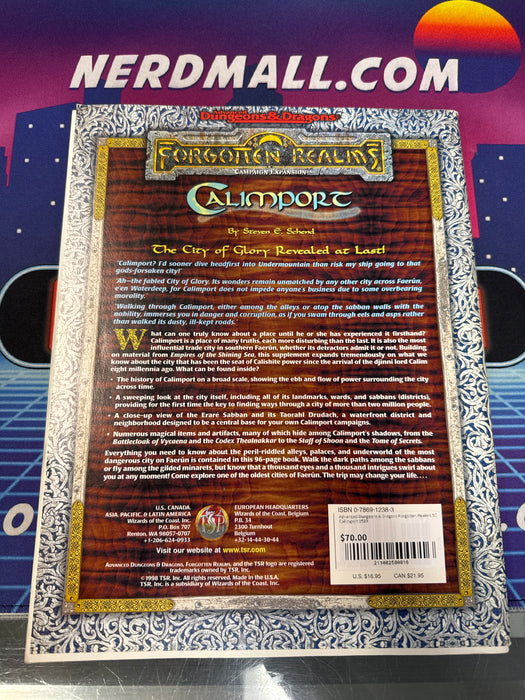 NERDMALL.COM
Dungeons & Dragons
FORGOTTEN REALMS
CAMPAIGN EXPANSION
CALIMPORT
By Steven E. Schend
The City of Glory Revealed at Last!
'Calimport? I'd sooner dive headfirst into Undermountain than risk my ship going to that
gods-forsaken city!'
'Ah—the fabled City of Glory. Its wonders remain unmatched by any other city across Faerûn,
e'en Waterdeep, for Calimport does not impede anyone's business due to some overbearing
morality.'
'Walking through Calimport, either among the alleys or atop the sabban walls with the
nobility, immerses you in danger and corruption, as if you swam through eels and asps rather
than walked its dusty, ill-kept roads.'
What can one truly know about a place until he or she has experienced it firsthand?
Calimport is a place of many truths, each more disturbing than the last. It is also the most
influential trade city in southern Faerûn, whether its detractors admit it or not. Building
on material from Empires of the Shining Sea, this supplement expands tremendously on what we
know about the city that has been the seat of Calishite power since the arrival of the djinni lord Calim
eight millennia ago. What can be found inside?
• The history of Calimport on a broad scale, showing the ebb and flow of power surrounding the city
across time.
• A sweeping look at the city itself, including all of its landmarks, wards, and sabbans (districts),
providing for the first time the key to finding ways through a city of more than two million people.
• A close-up view of the Eraré Sabban and its Taorahl Drudach, a waterfront district and
neighborhood designed to be a central base for your own Calimport campaigns.
• Numerous magical items and artifacts, many of which hide among Calimport's shadows, from the
Battlecloak of Vycaena and the Codex Thealnakkar to the Staff of Shoon and the Tome of Secrets.
Everything you need to know about the peril-riddled alleys, palaces, and underworld of the most
dangerous city on Faerûn is contained in this 96-page book. Walk the dark paths among the sabbans
or fly among the gilded minarets, but know that a thousand eyes and a thousand intrigues swirl about
you at any moment! Come explore one of the oldest cities of Faerûn. The trip may change your life. . . .
U.S. CANADA,
ASIA, PACIFIC, & LATIN AMERICA
Wizards of the Coast, Inc.
P.O. Box 707
Renton, WA 98057-0707
+1-206-624-0933
TSR
EUROPEAN HEADQUARTERS
Wizards of the Coast, Belgium
P.B. 34
2300 Turnhout
Belgium
+32-14-44-30-44
Visit our website at www.tsr.com
ADVANCED DUNGEONS & DRAGONS, FORGOTTEN REALMS, and the TSR logo are registered
trademarks owned by TSR, Inc.
©1998 TSR, Inc. All rights reserved. Made in the U.S.A.
TSR, Inc. is a subsidiary of Wizards of the Coast, Inc.
ISBN 0-7869-1238-3
$70.00
U.S. $16.95 CAN $21.95